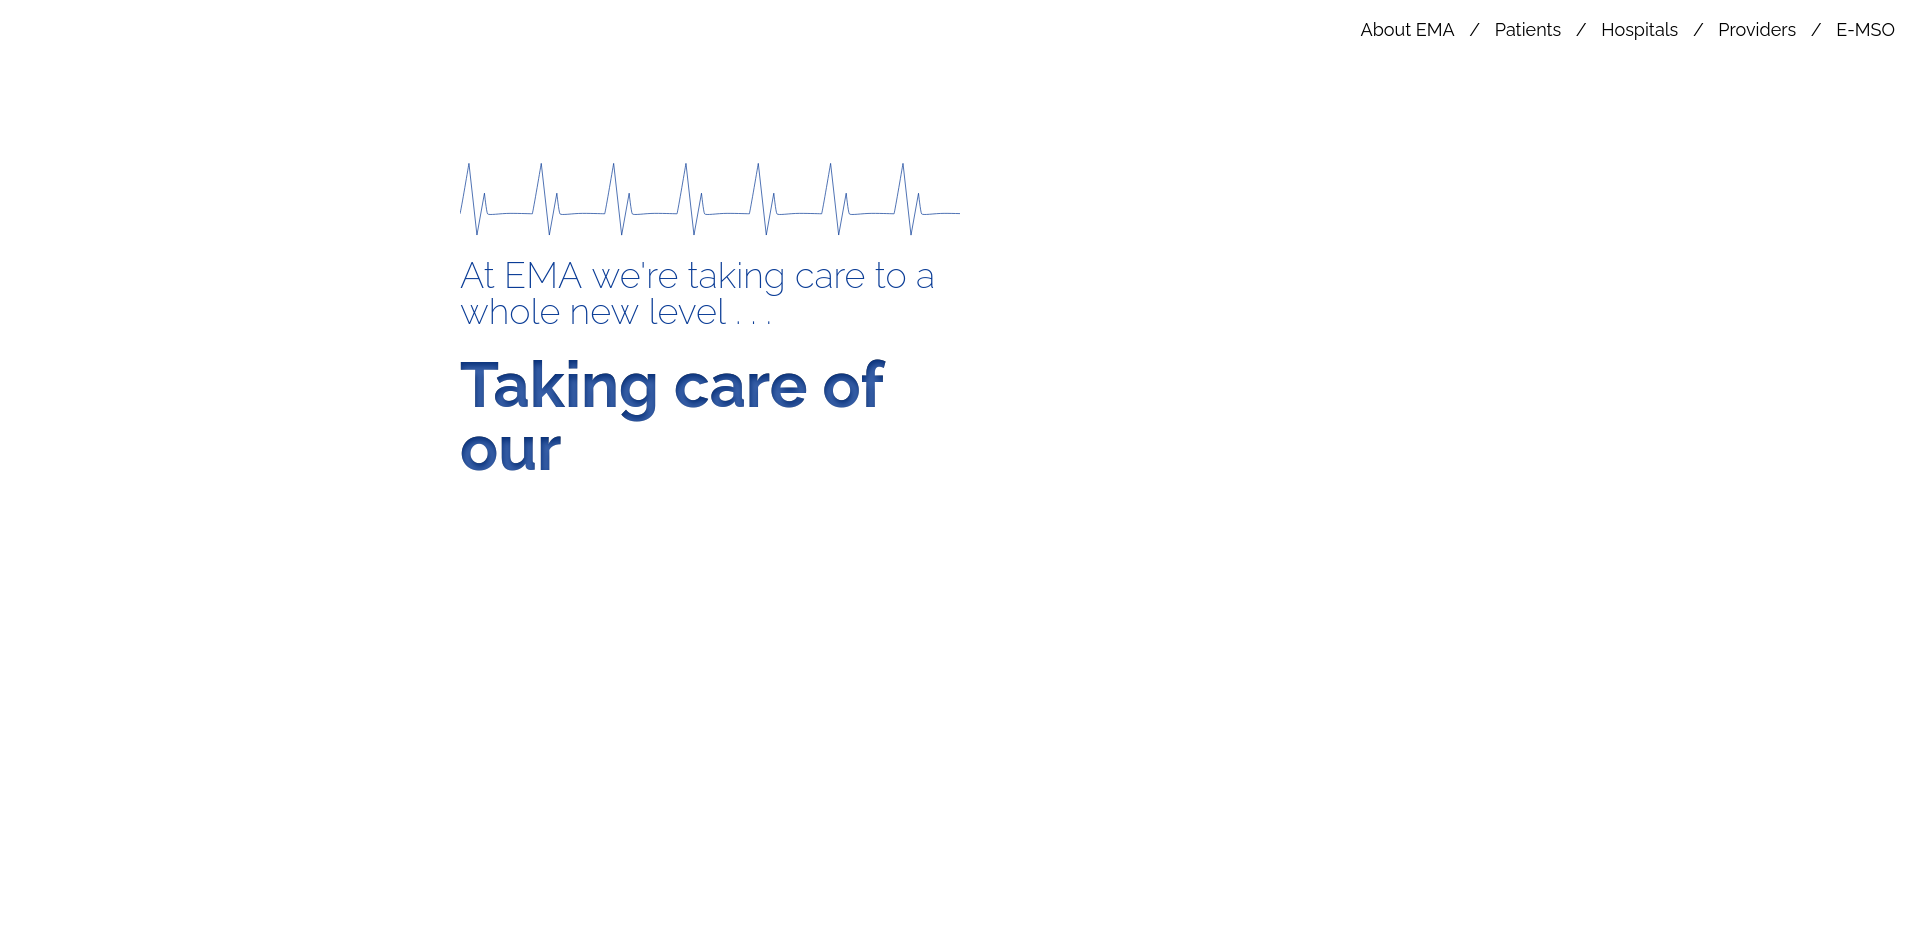 About EMA / Patients / Hospitals / Providers / E-MSO
At EMA we're taking care to a
whole new level . . .
Taking care of
our